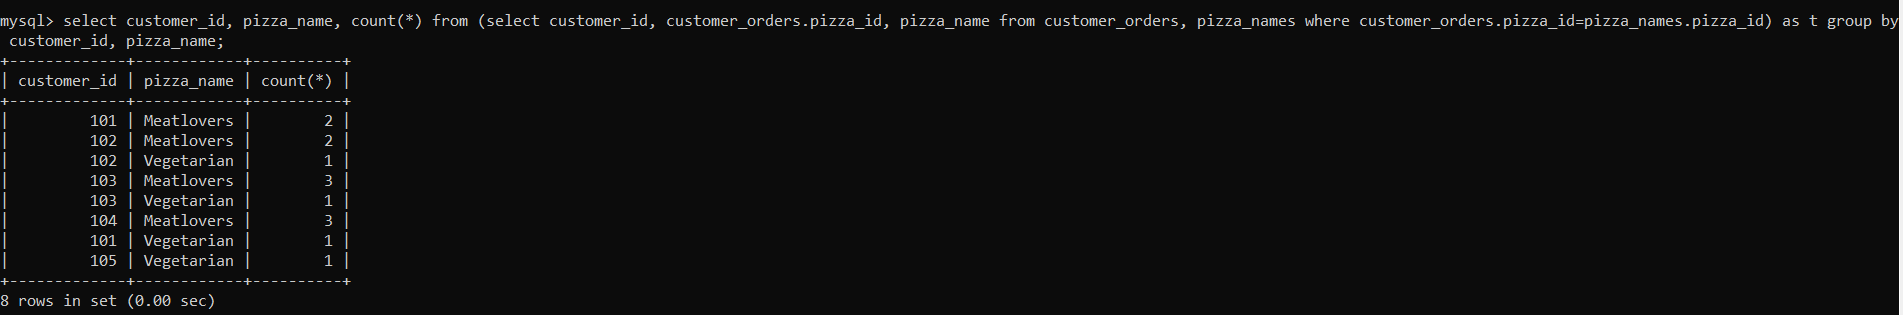 mysql> select customer_id, pizza_name, count(*) from (select customer_id, customer_orders.pizza_id, pizza_name from customer_orders, pizza_names where customer_orders.pizza_id=pizza_names.pizza_id) as t group by
 customer_id, pizza_name;
+-------------+------------+----------+
| customer_id | pizza_name | count(*) |
+-------------+------------+----------+
|         101 | Meatlovers |        2 |
|         102 | Meatlovers |        2 |
|         102 | Vegetarian |        1 |
|         103 | Meatlovers |        3 |
|         103 | Vegetarian |        1 |
|         104 | Meatlovers |        3 |
|         101 | Vegetarian |        1 |
|         105 | Vegetarian |        1 |
+-------------+------------+----------+
8 rows in set (0.00 sec)